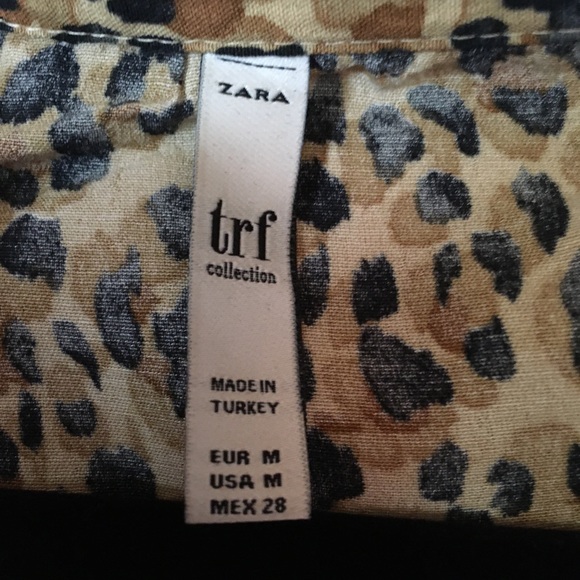 ZARA
trf
collection
MADE IN
TURKEY
EUR M
USA M
MEX 28